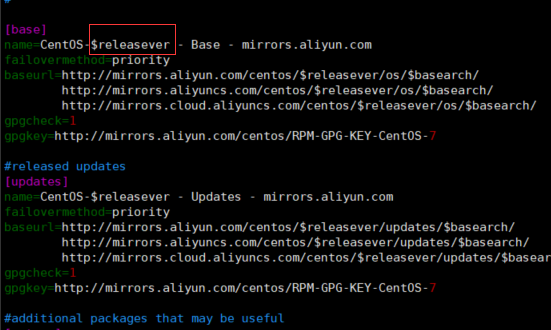 #
[base]
name=CentOS-$releasever - Base - mirrors.aliyun.com
failovermethod=priority
baseurl=http://mirrors.aliyun.com/centos/$releasever/os/$basearch/
http://mirrors.aliyuncs.com/centos/$releasever/os/$basearch/
http://mirrors.cloud.aliyuncs.com/centos/$releasever/os/$basearch/
gpgcheck=1
gpgkey=http://mirrors.aliyun.com/centos/RPM-GPG-KEY-CentOS-7
#released updates
[updates]
name=CentOS-$releasever - Updates - mirrors.aliyun.com
failovermethod=priority
baseurl=http://mirrors.aliyun.com/centos/$releasever/updates/$basearch/
http://mirrors.aliyuncs.com/centos/$releasever/updates/$basearch/
http://mirrors.cloud.aliyuncs.com/centos/$releasever/updates/$basear
gpgcheck=1
gpgkey=http://mirrors.aliyun.com/centos/RPM-GPG-KEY-CentOS-7
#additional packages that may be useful